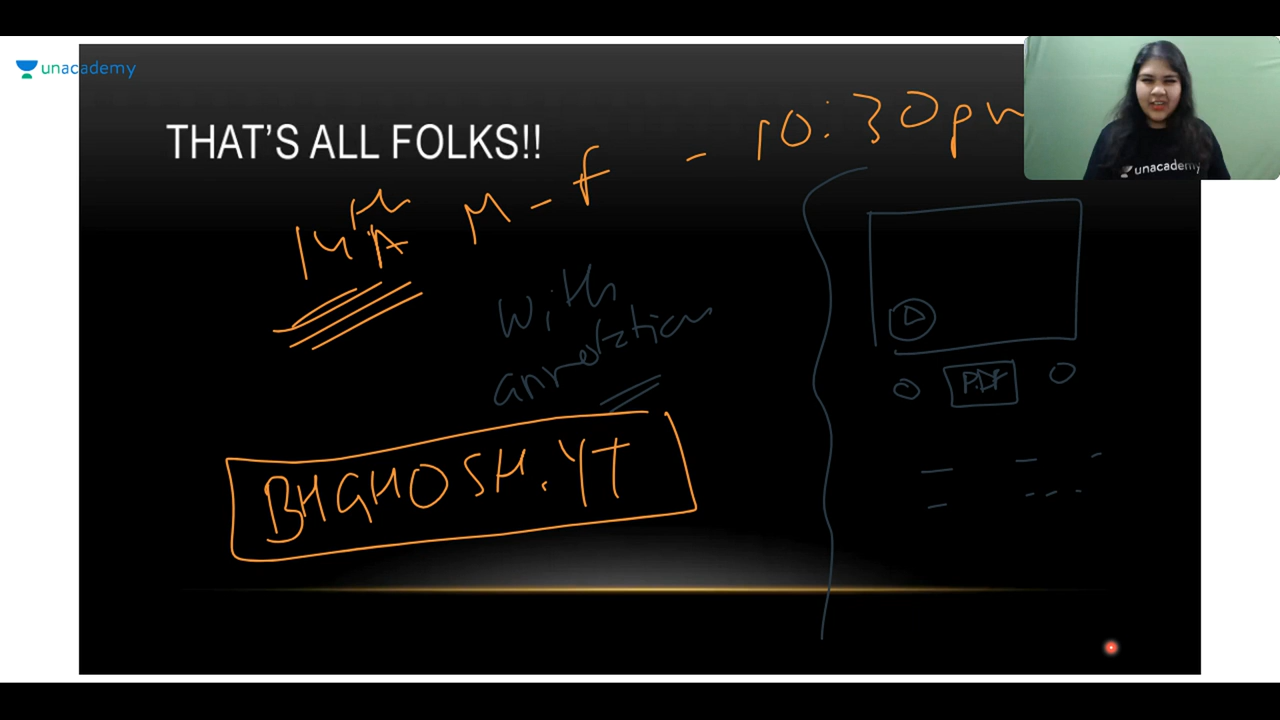 unacademy
THAT'S ALL FOLKS!!
14th A M - F - 10:30pm
unacademy
With
annotation
PDF
BHGHOSH.YT